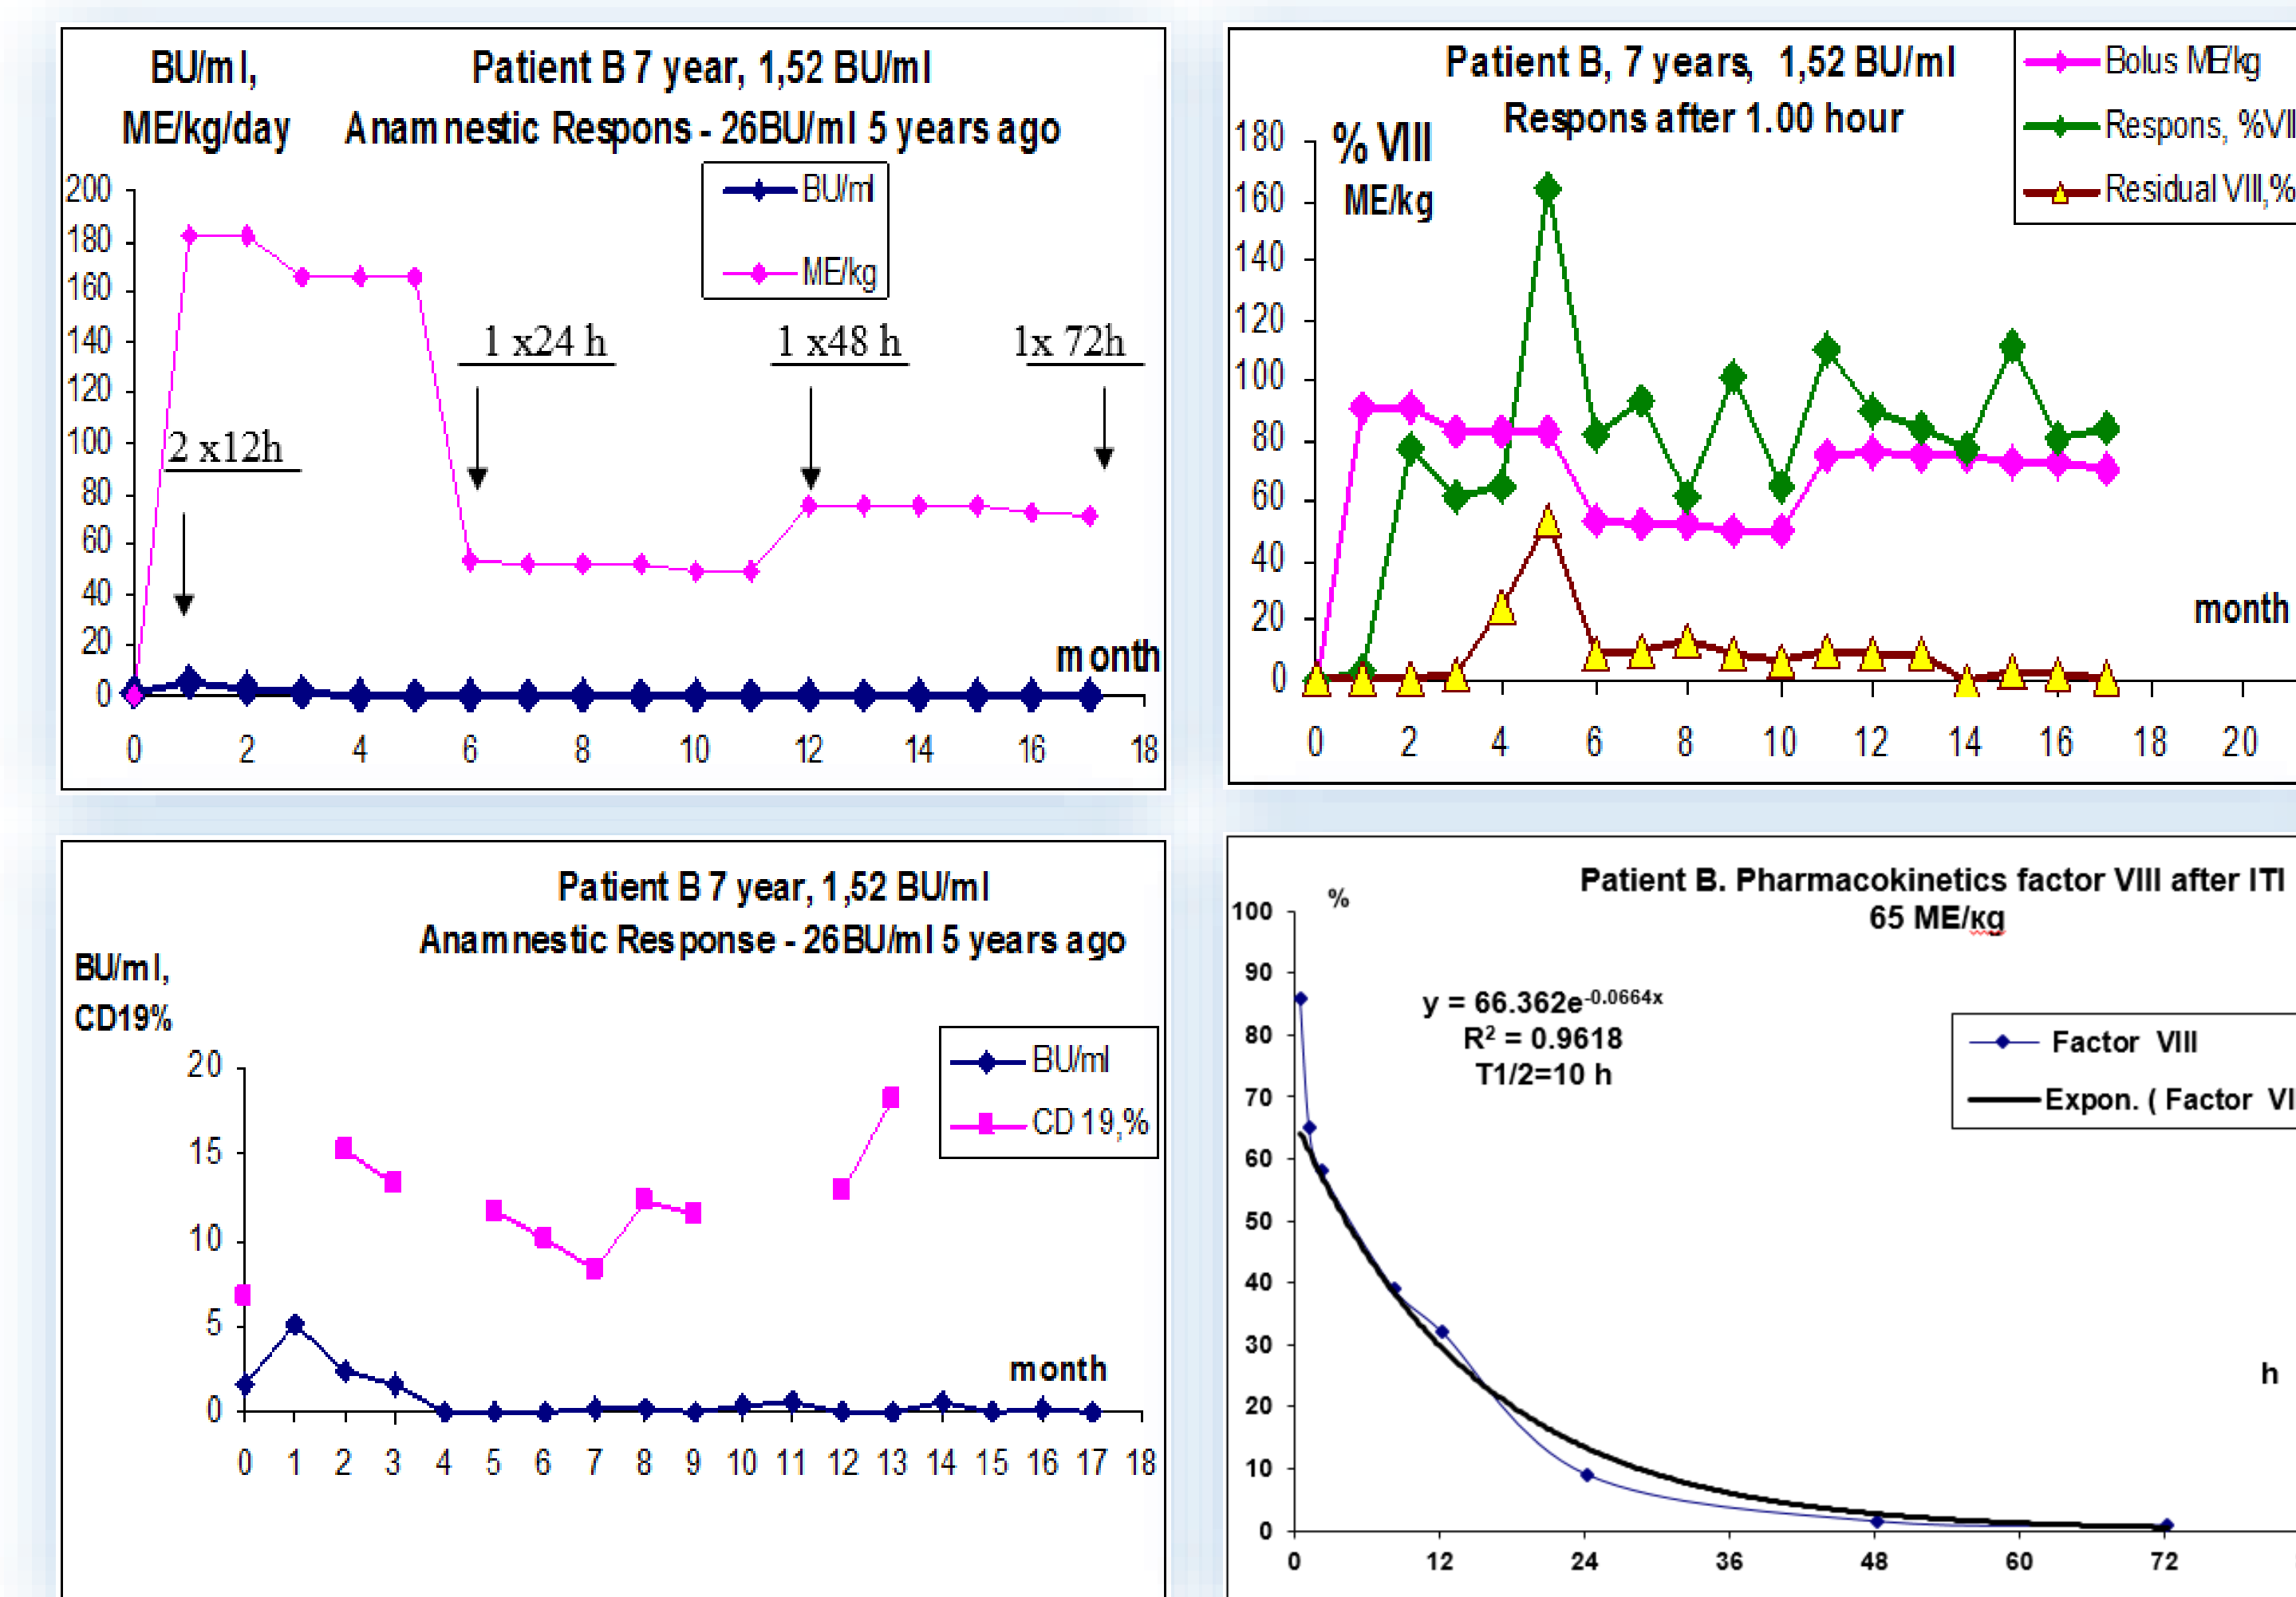 BU/ml,
ME/kg/day
Patient B 7 year, 1,52 BU/ml
Anamnestic Respons - 26BU/ml 5 years ago
BU/ml
ME/kg
200
180
160
140
120
100
80
60
40
20
0
2 x12h
1 x24 h
1 x48 h
1x 72h
month
0 2 4 6 8 10 12 14 16 18
Patient B, 7 years, 1,52 BU/ml
Respons after 1.00 hour
Bolus ME/kg
Respons, %VII
Residual VIII,%
% VIII
ME/kg
180
160
140
120
100
80
60
40
20
0
month
0 2 4 6 8 10 12 14 16 18 20
Patient B 7 year, 1,52 BU/ml
Anamnestic Response - 26BU/ml 5 years ago
BU/ml,
CD19%
BU/ml
CD 19,%
20
15
10
5
0
month
0 1 2 3 4 5 6 7 8 9 10 11 12 13 14 15 16 17 18
Patient B. Pharmacokinetics factor VIII after ITI
65 ME/кg
%
y = 66.362e^-0.0664x
R² = 0.9618
T1/2=10 h
Factor VIII
Expon. ( Factor VI
100
90
80
70
60
50
40
30
20
10
0
h
0 12 24 36 48 60 72